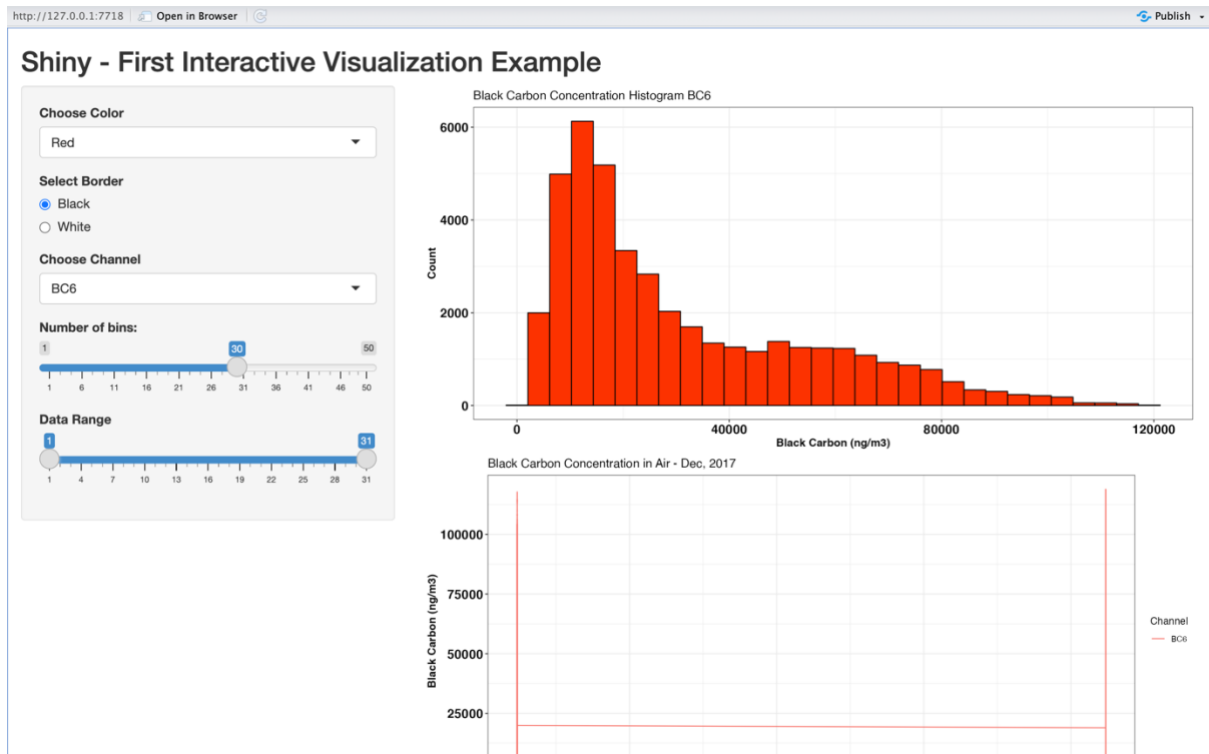 http://127.0.0.1:7718 Open in Browser Publish
Shiny - First Interactive Visualization Example
Choose Color
Red
Select Border
Black
White
Choose Channel
BC6
Number of bins:
1 30 50
1 6 11 16 21 26 31 36 41 46 50
Data Range
1 31
1 4 7 10 13 16 19 22 25 28 31
Black Carbon Concentration Histogram BC6
6000
4000
2000
0
Count
0 40000 80000 120000
Black Carbon (ng/m3)
Black Carbon Concentration in Air - Dec, 2017
100000
75000
50000
25000
Black Carbon (ng/m3)
Channel
BC6